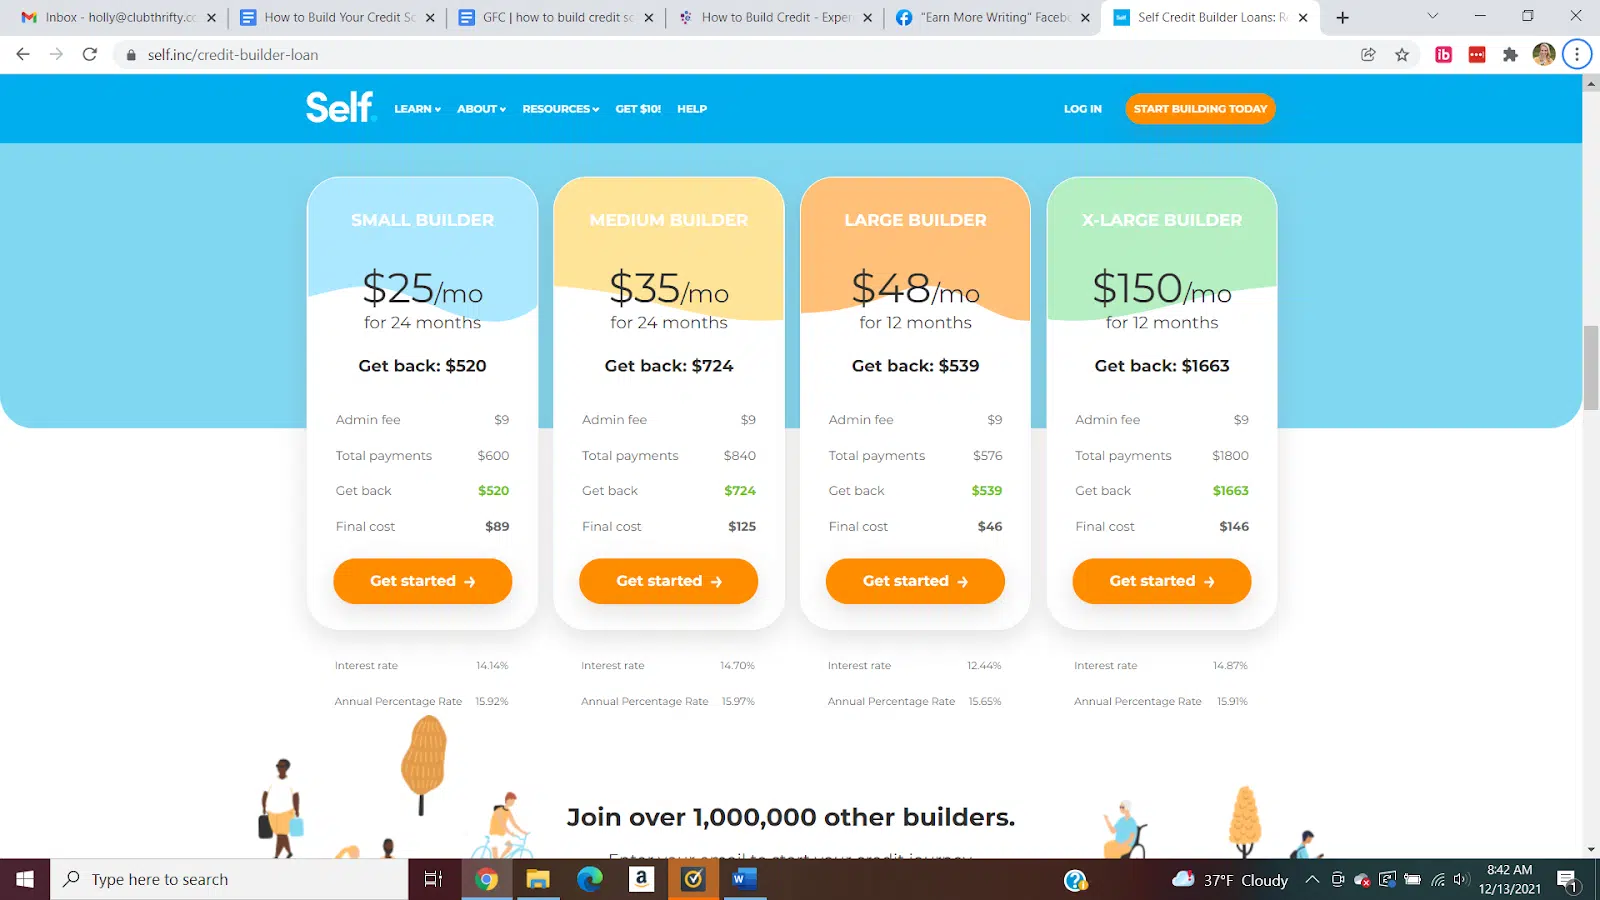 Inbox - holly@clubthrifty.co
How to Build Your Credit Sc
GFC | how to build credit sc
How to Build Credit - Exper
"Earn More Writing" Facebo
Self Credit Builder Loans: R
self.inc/credit-builder-loan
Self.
LEARN
ABOUT
RESOURCES
GET $10!
HELP
LOG IN
START BUILDING TODAY
SMALL BUILDER
$25/mo
for 24 months
Get back: $520
Admin fee $9
Total payments $600
Get back $520
Final cost $89
Get started →
Interest rate 14.14%
Annual Percentage Rate 15.92%
MEDIUM BUILDER
$35/mo
for 24 months
Get back: $724
Admin fee $9
Total payments $840
Get back $724
Final cost $125
Get started →
Interest rate 14.70%
Annual Percentage Rate 15.97%
LARGE BUILDER
$48/mo
for 12 months
Get back: $539
Admin fee $9
Total payments $576
Get back $539
Final cost $46
Get started →
Interest rate 12.44%
Annual Percentage Rate 15.65%
X-LARGE BUILDER
$150/mo
for 12 months
Get back: $1663
Admin fee $9
Total payments $1800
Get back $1663
Final cost $146
Get started →
Interest rate 14.87%
Annual Percentage Rate 15.91%
Join over 1,000,000 other builders.
Enter your email to start your credit journey
Type here to search
37°F Cloudy
8:42 AM
12/13/2021
1